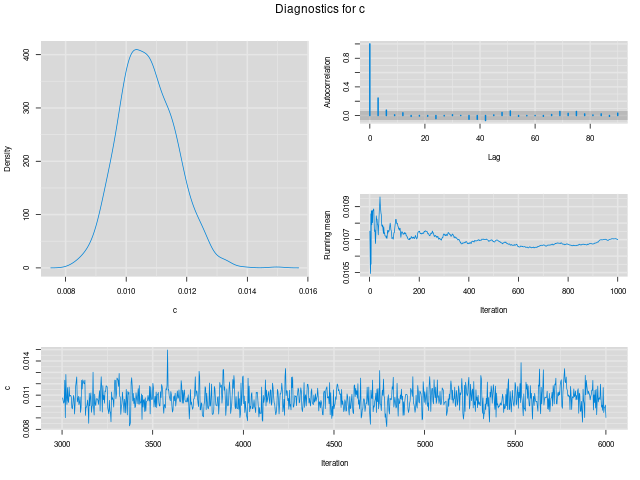 Diagnostics for c
Density
0 100 200 300 400
0.008 0.010 0.012 0.014 0.016
c
Autocorrelation
0.0 0.4 0.8
0 20 40 60 80
Lag
Running mean
0.0105 0.0107 0.0109
0 200 400 600 800 1000
Iteration
c
0.008 0.011 0.014
3000 3500 4000 4500 5000 5500 6000
Iteration